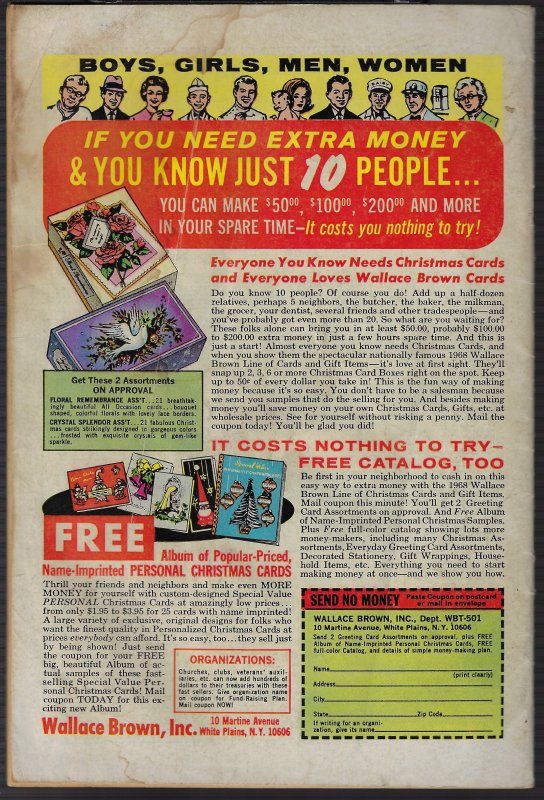 BOYS, GIRLS, MEN, WOMEN
IF YOU NEED EXTRA MONEY
& YOU KNOW JUST 10 PEOPLE...
YOU CAN MAKE $50⁰⁰, $100⁰⁰, $200⁰⁰ AND MORE
IN YOUR SPARE TIME—It costs you nothing to try!
Everyone You Know Needs Christmas Cards
and Everyone Loves Wallace Brown Cards
Do you know 10 people? Of course you do! Add up a half-dozen
relatives, perhaps 5 neighbors, the butcher, the baker, the milkman,
the grocer, your dentist, several friends and other tradespeople—and
you've probably got even more than 20. So what are you waiting for?
These folks alone can bring you in at least $50.00, probably $100.00
to $200.00 extra money in just a few hours spare time. And this is
just a start! Almost everyone you know needs Christmas Cards, and
when you show them the spectacular nationally famous 1968 Wallace
Brown Line of Cards and Gift Items—it's love at first sight. They'll
snap up 2, 3, 6 or more Christmas Card Boxes right on the spot. Keep
up to 50¢ of every dollar you take in! This is the fun way of making
money because it's so easy. You don't have to be a salesman because
we send you samples that do the selling for you. And besides making
money you'll save money on your own Christmas Cards, Gifts, etc. at
wholesale prices. See for yourself without risking a penny. Mail the
coupon today! You'll be glad you did!
Get These 2 Assortments
ON APPROVAL
FLORAL REMEMBRANCE ASS'T...21 breathtak-
ingly beautiful All Occasion cards...bouquet
shaped, colorful florals with lovely lace borders.
CRYSTAL SPLENDOR ASS'T...21 fabulous Christ-
mas cards strikingly designed in gorgeous colors
...frosted with exquisite crystals of gem-like
sparkle.
IT COSTS NOTHING TO TRY—
FREE CATALOG, TOO
Be first in your neighborhood to cash in on this
easy way to extra money with the 1968 Wallace
Brown Line of Christmas Cards and Gift Items.
Mail coupon this minute! You'll get 2 Greeting
Card Assortments on approval. And Free Album
of Name-Imprinted Personal Christmas Samples,
Plus Free full-color catalog showing lots more
money-makers, including many Christmas As-
sortments, Everyday Greeting Card Assortments,
Decorated Stationery, Gift Wrappings, House-
hold Items, etc. Everything you need to start
making money at once—and we show you how.
FREE
Album of Popular-Priced,
Name-Imprinted PERSONAL CHRISTMAS CARDS
Thrill your friends and neighbors and make even MORE
MONEY for yourself with custom-designed Special Value
PERSONAL Christmas Cards at amazingly low prices...
from only $1.95 to $3.95 for 25 cards with name imprinted!
A large variety of exclusive, original designs for folks who
want the finest quality in Personalized Christmas Cards at
prices everybody can afford. It's so easy, too...they sell just
by being shown! Just send
the coupon for your FREE
big, beautiful Album of ac-
tual samples of these fast-
selling Special Value Per-
sonal Christmas Cards! Mail
coupon TODAY for this ex-
citing new Album!
ORGANIZATIONS:
Churches, clubs, veterans' auxil-
iaries, etc. can now add hundreds of
dollars to their treasuries with these
fast sellers. Give organization name
on coupon for Fund-Raising Plan.
Mail coupon NOW!
Wallace Brown, Inc. 10 Martine Avenue
White Plains, N.Y. 10606
SEND NO MONEY Paste Coupon on postcard
or mail in envelope
WALLACE BROWN, INC., Dept. WBT-501
10 Martine Avenue, White Plains, N. Y. 10606
Send 2 Greeting Card Assortments on approval, plus FREE
Album of Name-Imprinted Personal Christmas Cards, FREE
full-color Catalog, and details of simple money-making plan.
Name
(print clearly)
Address
City
State Zip Code
If writing for an organi-
zation, give its name